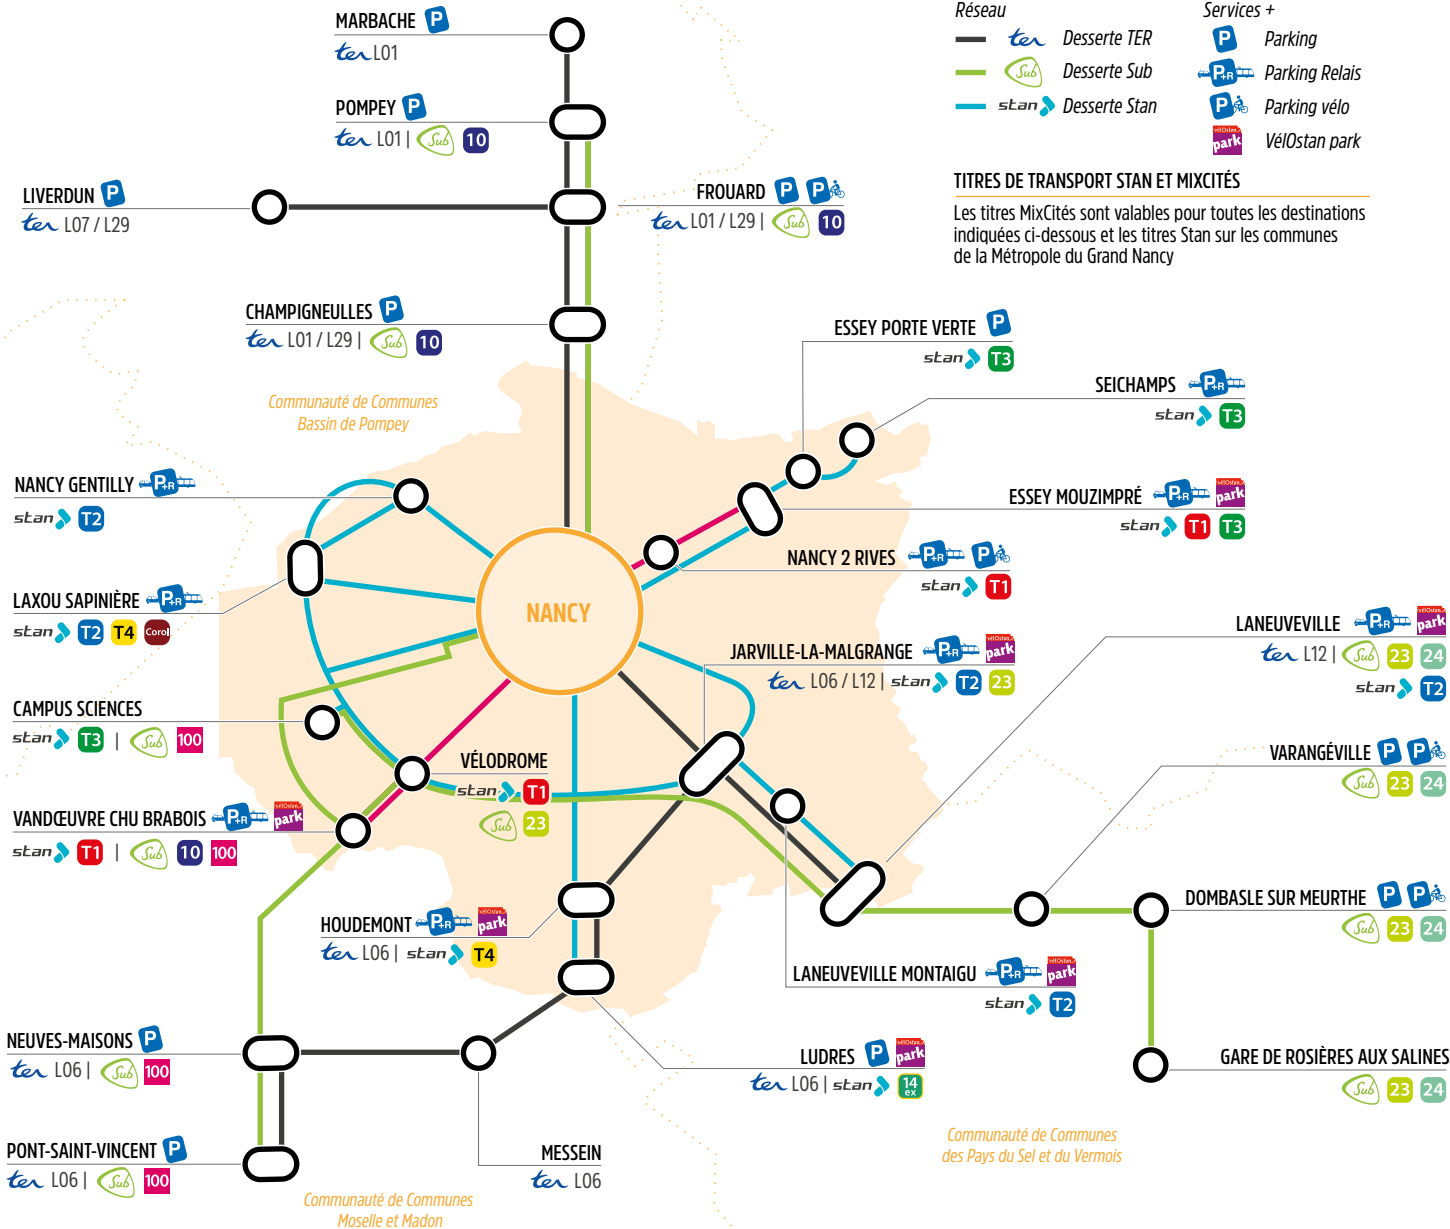 Réseau
ter Desserte TER
Sub Desserte Sub
stan Desserte Stan
Services +
P Parking
P+R Parking Relais
P Parking vélo
vélOstan park VélOstan park
TITRES DE TRANSPORT STAN ET MIXCITÉS
Les titres MixCités sont valables pour toutes les destinations
indiquées ci-dessous et les titres Stan sur les communes
de la Métropole du Grand Nancy
MARBACHE P
ter L01
POMPEY P
ter L01 | Sub 10
LIVERDUN P
ter L07 / L29
FROUARD P P
ter L01 / L29 | Sub 10
CHAMPIGNEULLES P
ter L01 / L29 | Sub 10
ESSEY PORTE VERTE P
stan T3
SEICHAMPS P+R
stan T3
Communauté de Communes
Bassin de Pompey
NANCY GENTILLY P+R
stan T2
ESSEY MOUZIMPRÉ P+R vélOstan park
stan T1 T3
NANCY 2 RIVES P+R P
stan T1
LAXOU SAPINIÈRE P+R
stan T2 T4 Corol
NANCY
LANEUVEVILLE P+R vélOstan park
ter L12 | Sub 23 24
stan T2
JARVILLE-LA-MALGRANGE P+R vélOstan park
ter L06 / L12 | stan T2 23
CAMPUS SCIENCES
stan T3 | Sub 100
VÉLODROME
stan T1
Sub 23
VARANGÉVILLE P P
Sub 23 24
VANDŒUVRE CHU BRABOIS P+R vélOstan park
stan T1 | Sub 10 100
DOMBASLE SUR MEURTHE P P
Sub 23 24
HOUDEMONT P+R vélOstan park
ter L06 | stan T4
LANEUVEVILLE MONTAIGU P+R vélOstan park
stan T2
NEUVES-MAISONS P
ter L06 | Sub 100
LUDRES P vélOstan park
ter L06 | stan 14 ex
GARE DE ROSIÈRES AUX SALINES
Sub 23 24
PONT-SAINT-VINCENT P
ter L06 | Sub 100
MESSEIN
ter L06
Communauté de Communes
des Pays du Sel et du Vermois
Communauté de Communes
Moselle et Madon